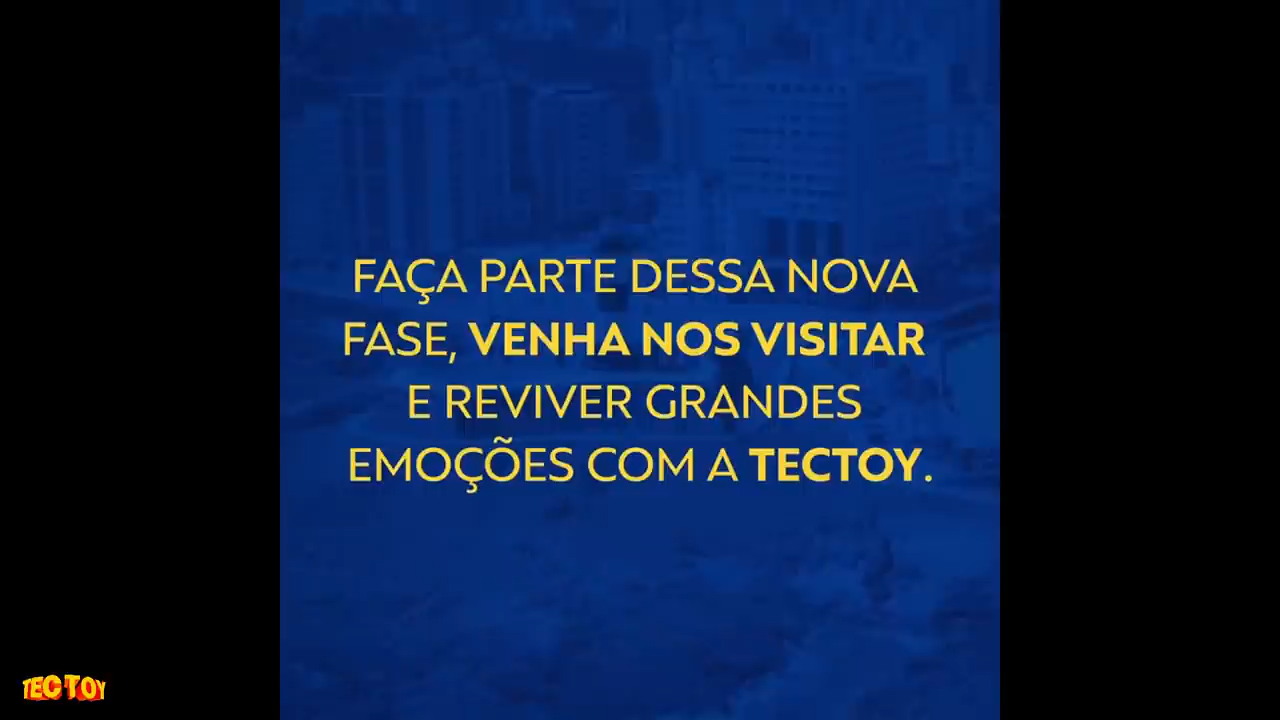 FAÇA PARTE DESSA NOVA
FASE, VENHA NOS VISITAR
E REVIVER GRANDES
EMOÇÕES COM A TECTOY.
TECTOY